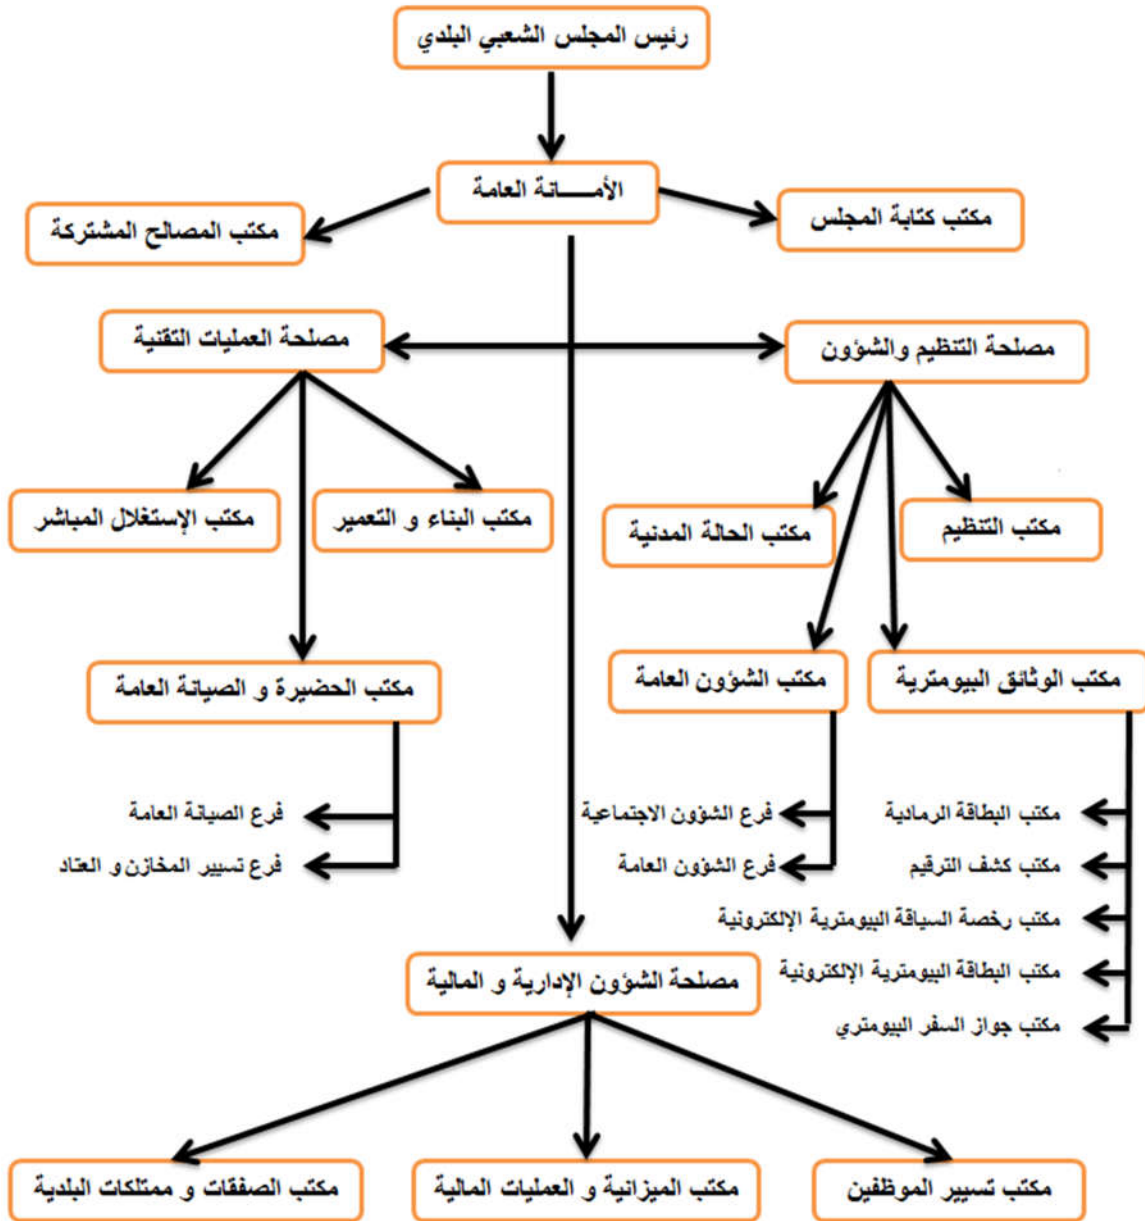 رئيس المجلس الشعبي البلدي
الأمـــــانة العامة
مكتب كتابة المجلس
مكتب المصالح المشتركة
مصلحة التنظيم والشؤون
مصلحة العمليات التقنية
مكتب التنظيم
مكتب الحالة المدنية
مكتب البناء و التعمير
مكتب الإستغلال المباشر
مكتب الوثائق البيومترية
مكتب الشؤون العامة
مكتب الحضيرة و الصيانة العامة
مكتب البطاقة الرمادية
مكتب كشف الترقيم
مكتب رخصة السياقة البيومترية الإلكترونية
مكتب البطاقة البيومترية الإلكترونية
مكتب جواز السفر البيومتري
فرع الشؤون الاجتماعية
فرع الشؤون العامة
فرع الصيانة العامة
فرع تسيير المخازن و العتاد
مصلحة الشؤون الإدارية و المالية
مكتب تسيير الموظفين
مكتب الميزانية و العمليات المالية
مكتب الصفقات و ممتلكات البلدية